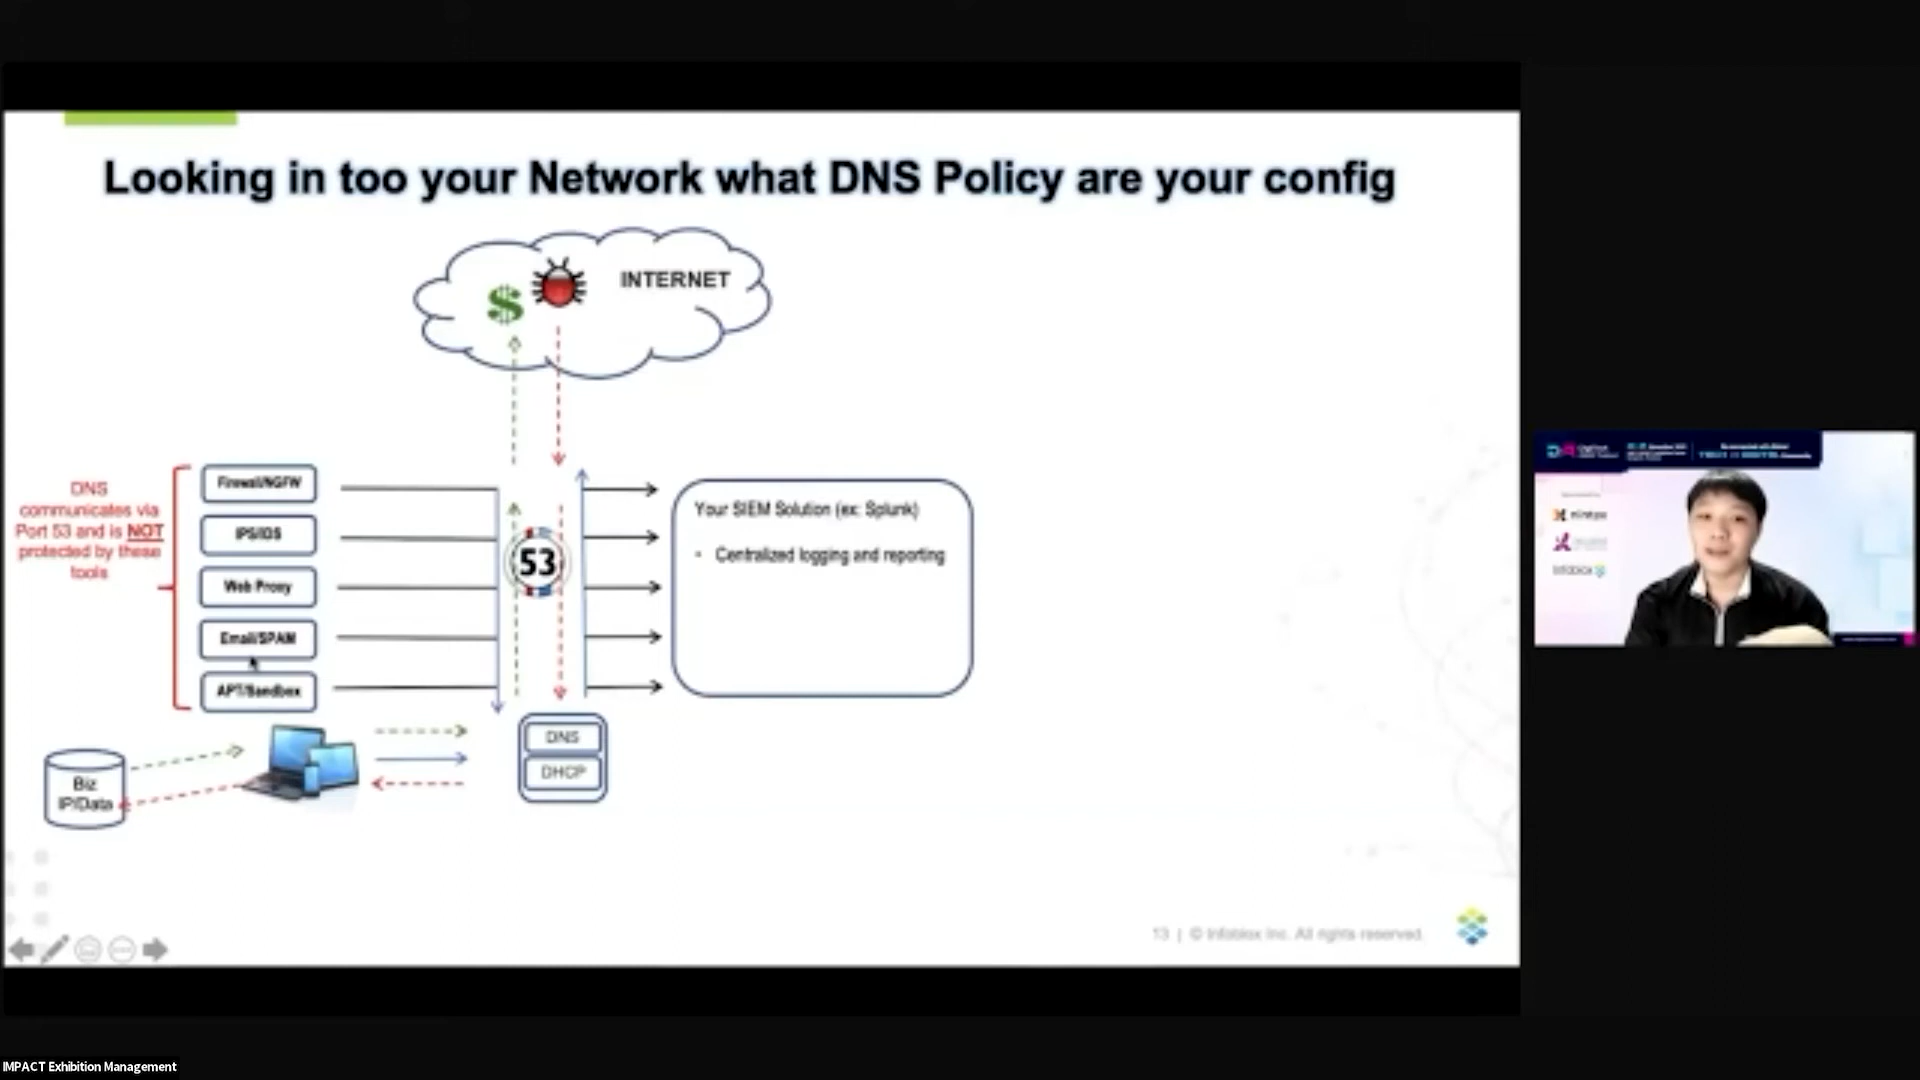 Looking in too your Network what DNS Policy are your config
$
INTERNET
DNS
communicates via
Port 53 and is NOT
protected by these
tools
Firewall/NGFW
IPS/IDS
Web Proxy
Email/SPAM
APT/Sandbox
53
Your SIEM Solution (ex: Splunk)
• Centralized logging and reporting
Biz
IP/Data
DNS
DHCP
13 | © Infoblox Inc. All rights reserved.
infoblox
IMPACT Exhibition Management